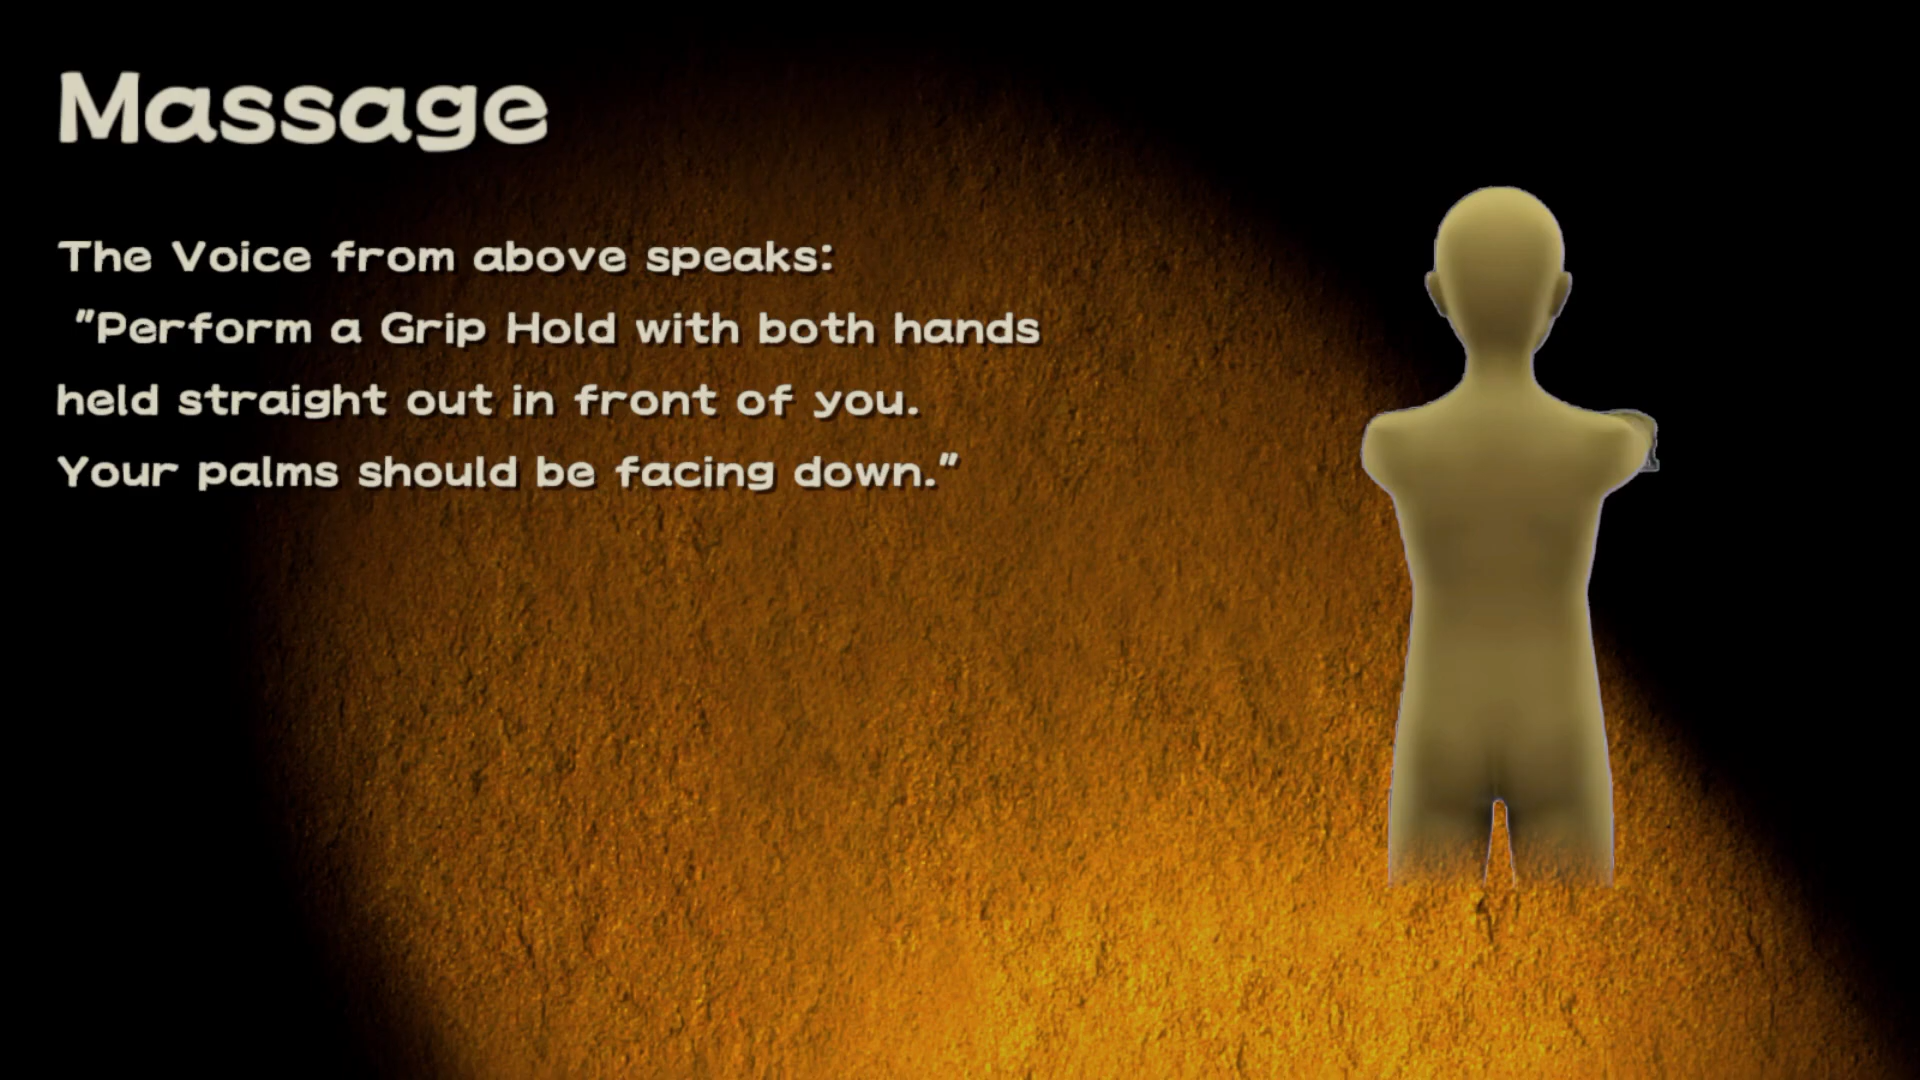 Massage
The Voice from above speaks:
"Perform a Grip Hold with both hands
held straight out in front of you.
Your palms should be facing down."